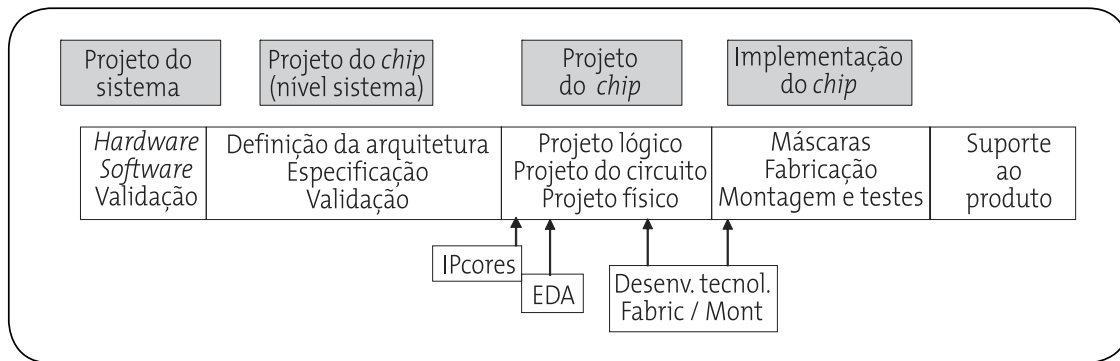 Projeto do
sistema
Projeto do chip
(nível sistema)
Projeto
do chip
Implementação
do chip
Hardware
Software
Validação
Definição da arquitetura
Especificação
Validação
Projeto lógico
Projeto do circuito
Projeto físico
Máscaras
Fabricação
Montagem e testes
Suporte
ao
produto
IPcores
EDA
Desenv. tecnol.
Fabric / Mont